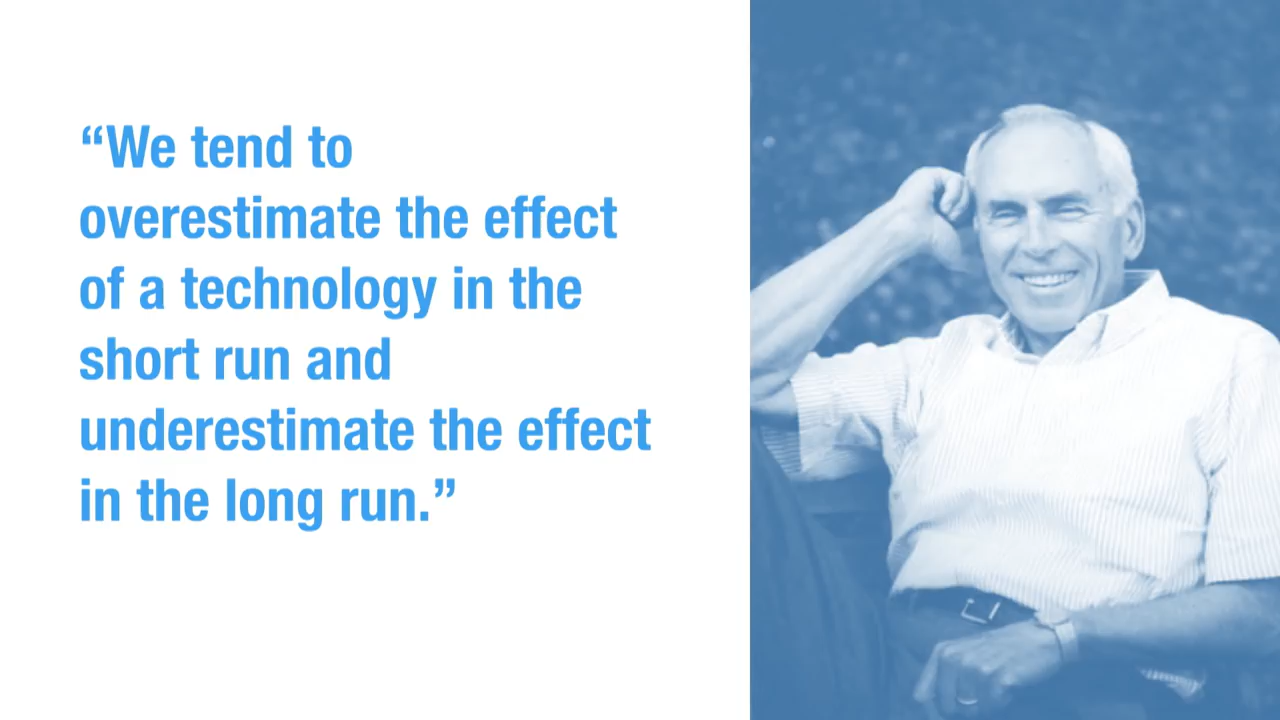 “We tend to
overestimate the effect
of a technology in the
short run and
underestimate the effect
in the long run.”